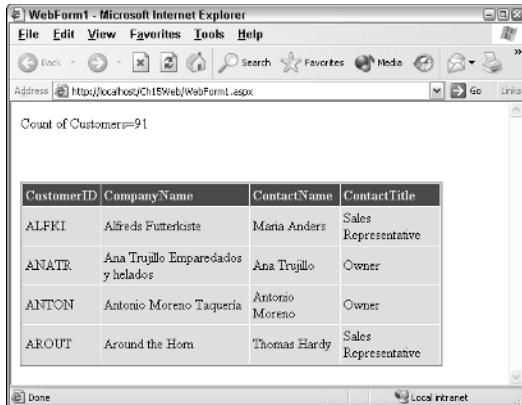 WebForm1 - Microsoft Internet Explorer
File Edit View Favorites Tools Help
Back Search Favorites Media »
Address http://localhost/Ch15Web/WebForm1.aspx Go Links
Count of Customers=91
CustomerID CompanyName ContactName ContactTitle
ALFKI Alfreds Futterkiste Maria Anders Sales
Representative
ANATR Ana Trujillo Emparedados
y helados Ana Trujillo Owner
ANTON Antonio Moreno Taquería Antonio
Moreno Owner
AROUT Around the Horn Thomas Hardy Sales
Representative
Done Local intranet